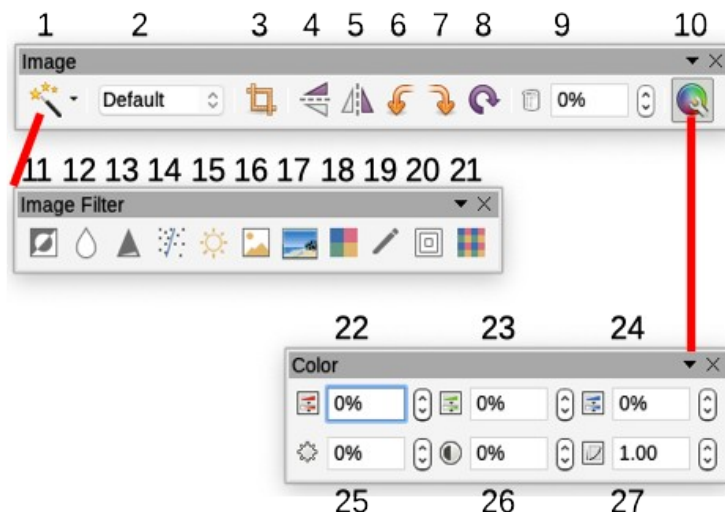 1 2 3 4 5 6 7 8 9 10
Image
Default 0%
11 12 13 14 15 16 17 18 19 20 21
Image Filter
22 23 24
Color
0% 0% 0%
0% 0% 1.00
25 26 27